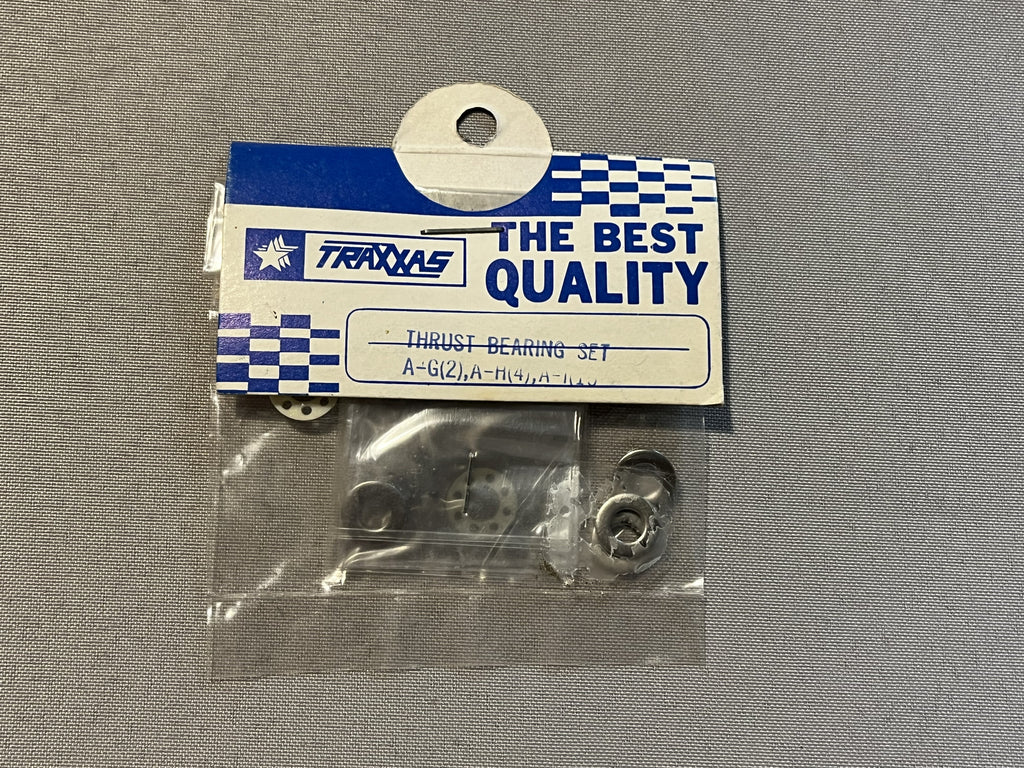 TRAXXAS
THE BEST
QUALITY
THRUST BEARING SET
A-G(2),A-H(4),